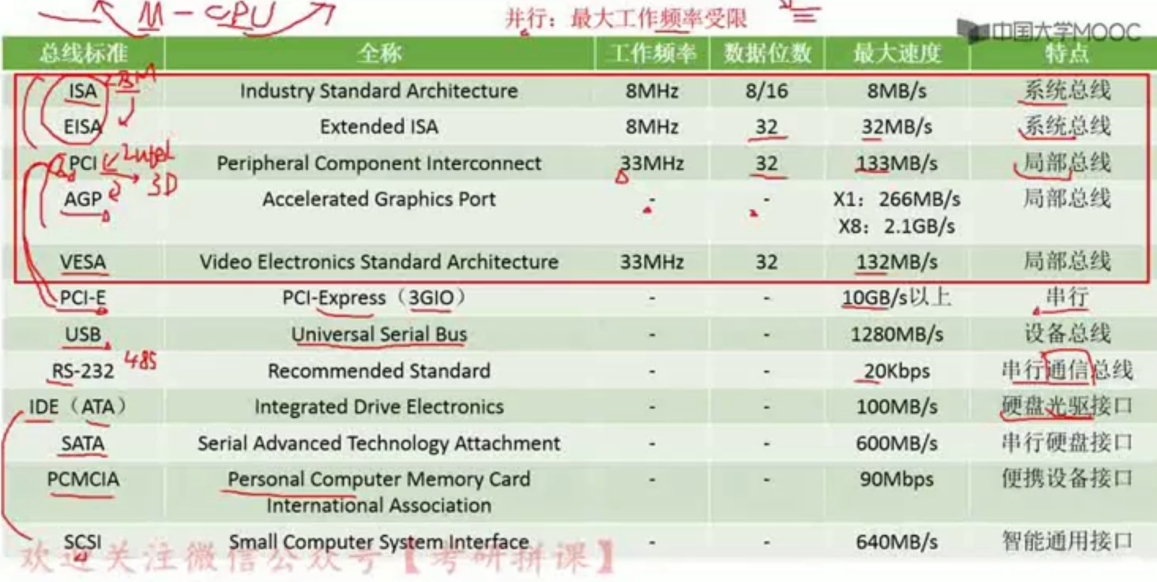 M-CPU
并行：最大工作频率受限
中国大学MOOC
总线标准 全称 工作频率 数据位数 最大速度 特点
ISA Industry Standard Architecture 8MHz 8/16 8MB/s 系统总线
IBM
EISA Extended ISA 8MHz 32 32MB/s 系统总线
PCI Peripheral Component Interconnect 33MHz 32 133MB/s 局部总线
Intel
3D
AGP Accelerated Graphics Port - - X1：266MB/s 局部总线
X8：2.1GB/s
VESA Video Electronics Standard Architecture 33MHz 32 132MB/s 局部总线
PCI-E PCI-Express（3GIO） - - 10GB/s以上 串行
USB Universal Serial Bus - - 1280MB/s 设备总线
485
RS-232 Recommended Standard - - 20Kbps 串行通信总线
IDE（ATA） Integrated Drive Electronics - - 100MB/s 硬盘光驱接口
SATA Serial Advanced Technology Attachment - - 600MB/s 串行硬盘接口
PCMCIA Personal Computer Memory Card - - 90Mbps 便携设备接口
International Association
SCSI Small Computer System Interface - - 640MB/s 智能通用接口
欢迎关注微信公众号【考研拼课】